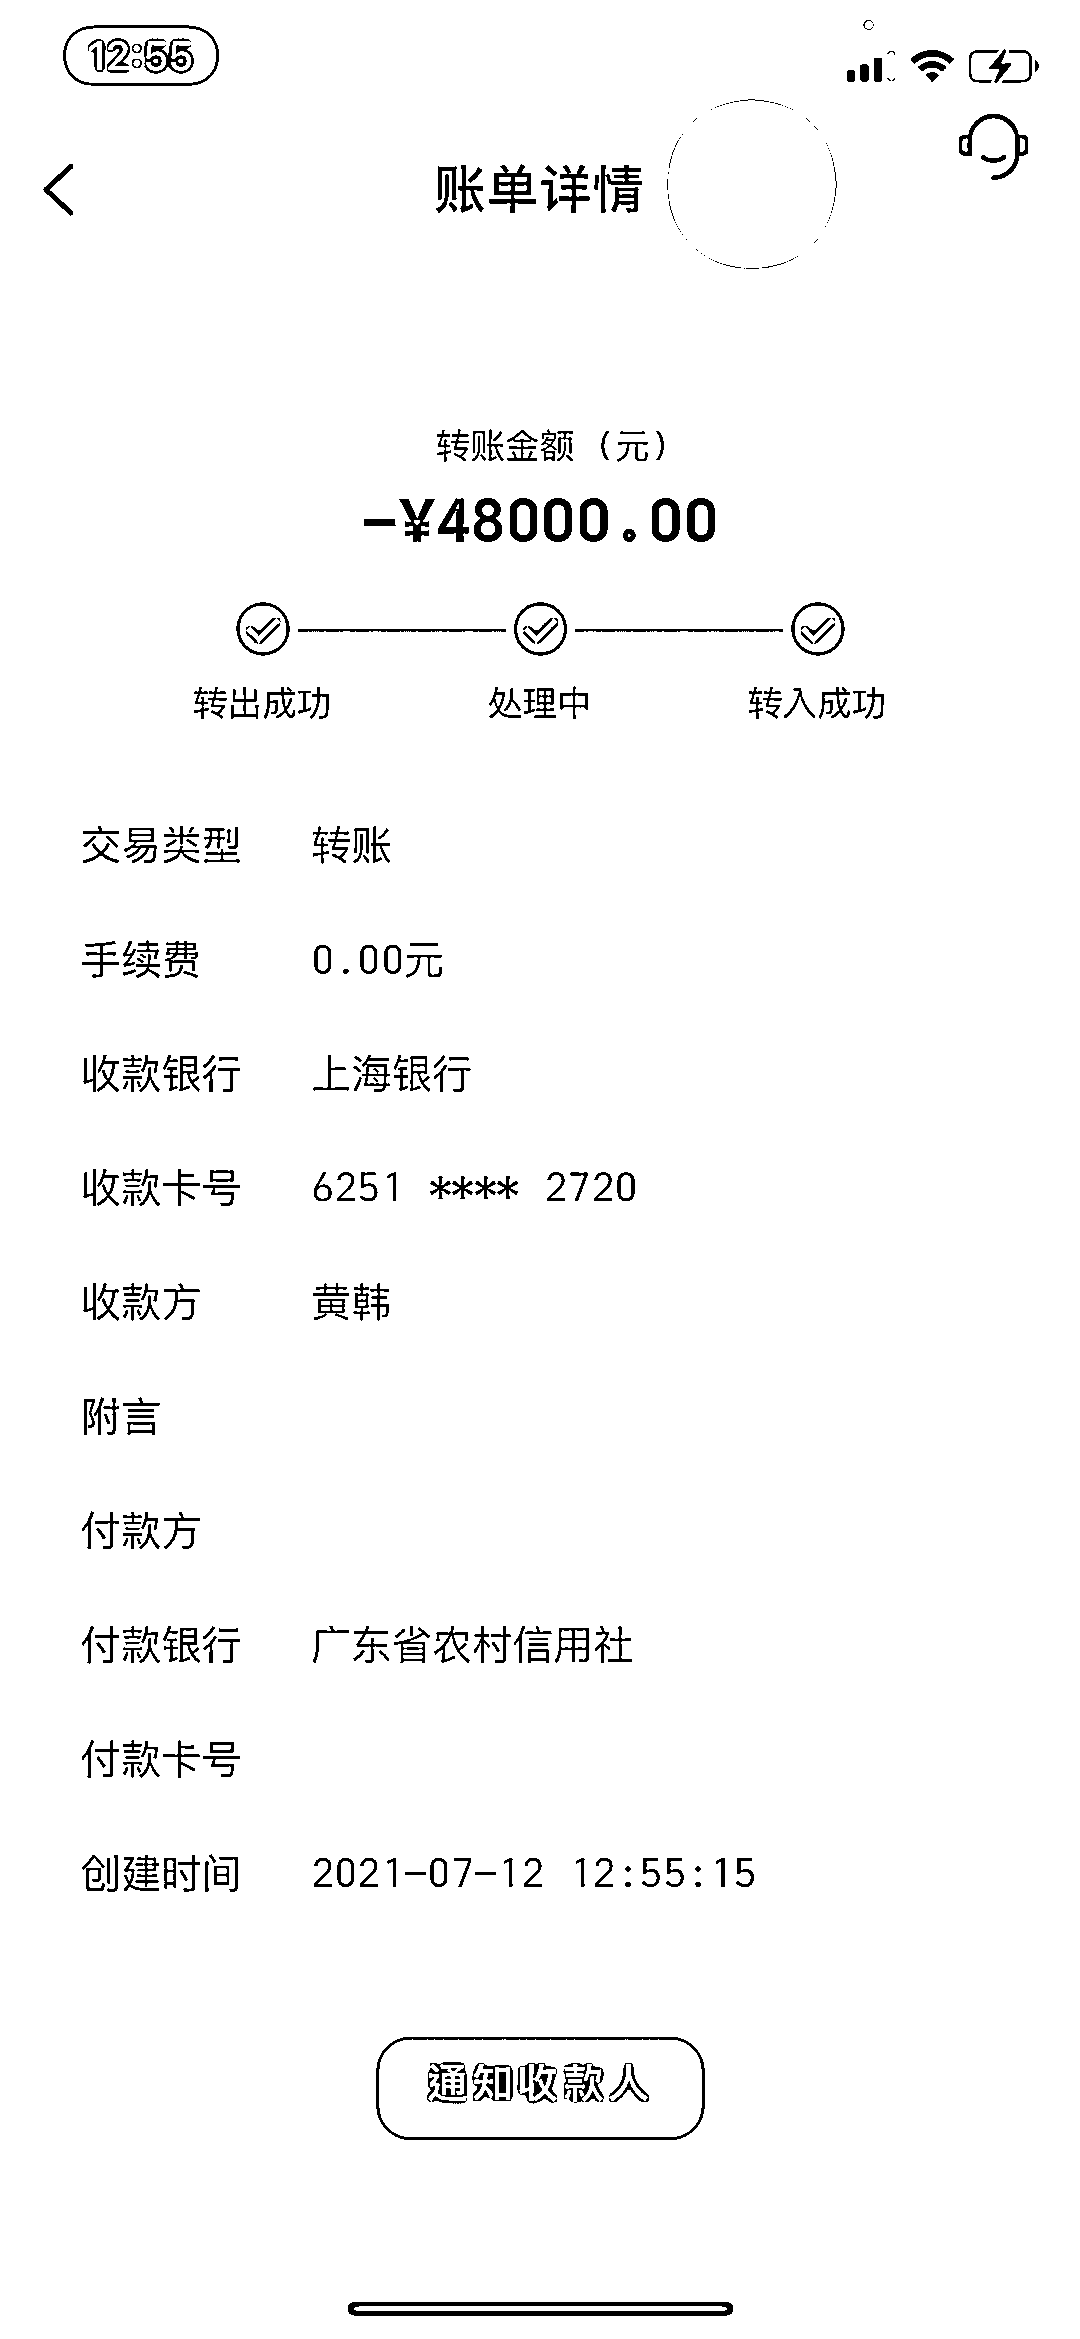 12:55
账单详情
转账金额（元）
-¥48000.00
转出成功 处理中 转入成功
交易类型 转账
手续费 0.00元
收款银行 上海银行
收款卡号 6251 **** 2720
收款方 黄韩
附言
付款方
付款银行 广东省农村信用社
付款卡号
创建时间 2021-07-12 12:55:15
通知收款人